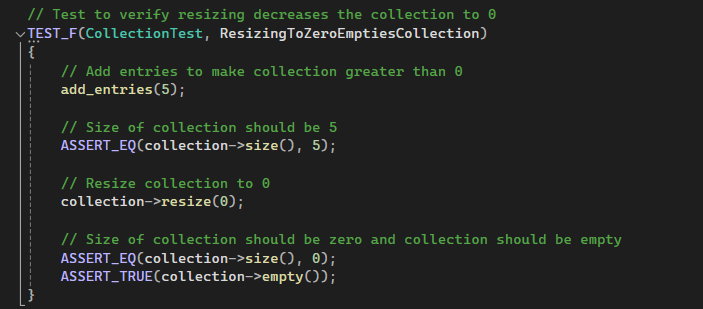 // Test to verify resizing decreases the collection to 0
TEST_F(CollectionTest, ResizingToZeroEmptiesCollection)
{
    // Add entries to make collection greater than 0
    add_entries(5);

    // Size of collection should be 5
    ASSERT_EQ(collection->size(), 5);

    // Resize collection to 0
    collection->resize(0);

    // Size of collection should be zero and collection should be empty
    ASSERT_EQ(collection->size(), 0);
    ASSERT_TRUE(collection->empty());
}